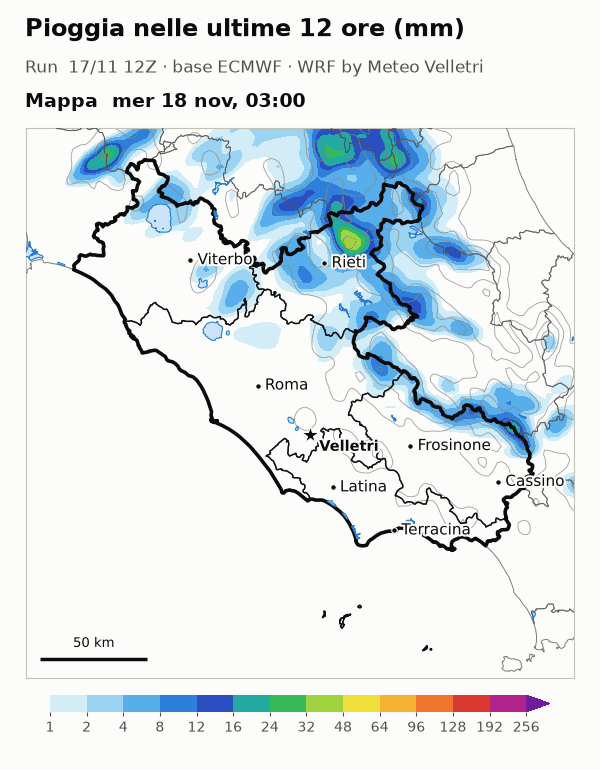 Pioggia nelle ultime 12 ore (mm)
Run  17/11 12Z · base ECMWF · WRF by Meteo Velletri
Mappa  mer 18 nov, 03:00
Viterbo
Rieti
Roma
Velletri
Frosinone
Latina
Cassino
Terracina
50 km
1 2 4 8 12 16 24 32 48 64 96 128 192 256